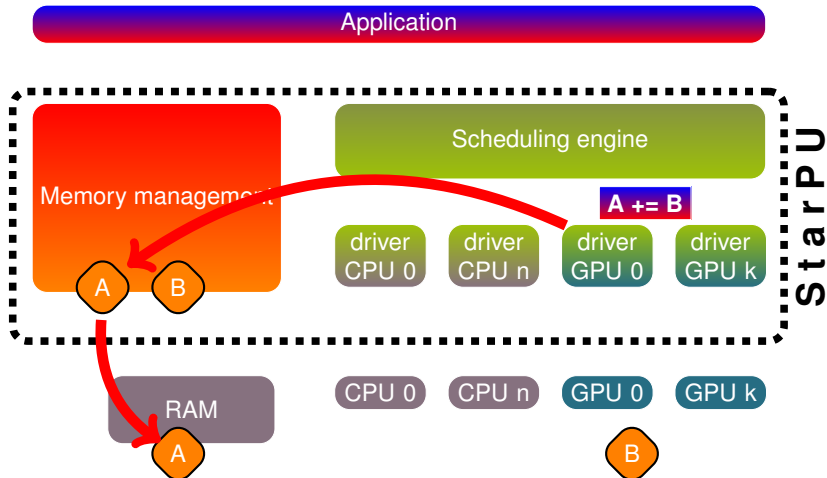 Application
Scheduling engine
Memory management
A += B
driver
CPU 0
driver
CPU n
driver
GPU 0
driver
GPU k
A
B
StarPU
RAM
CPU 0
CPU n
GPU 0
GPU k
A
B